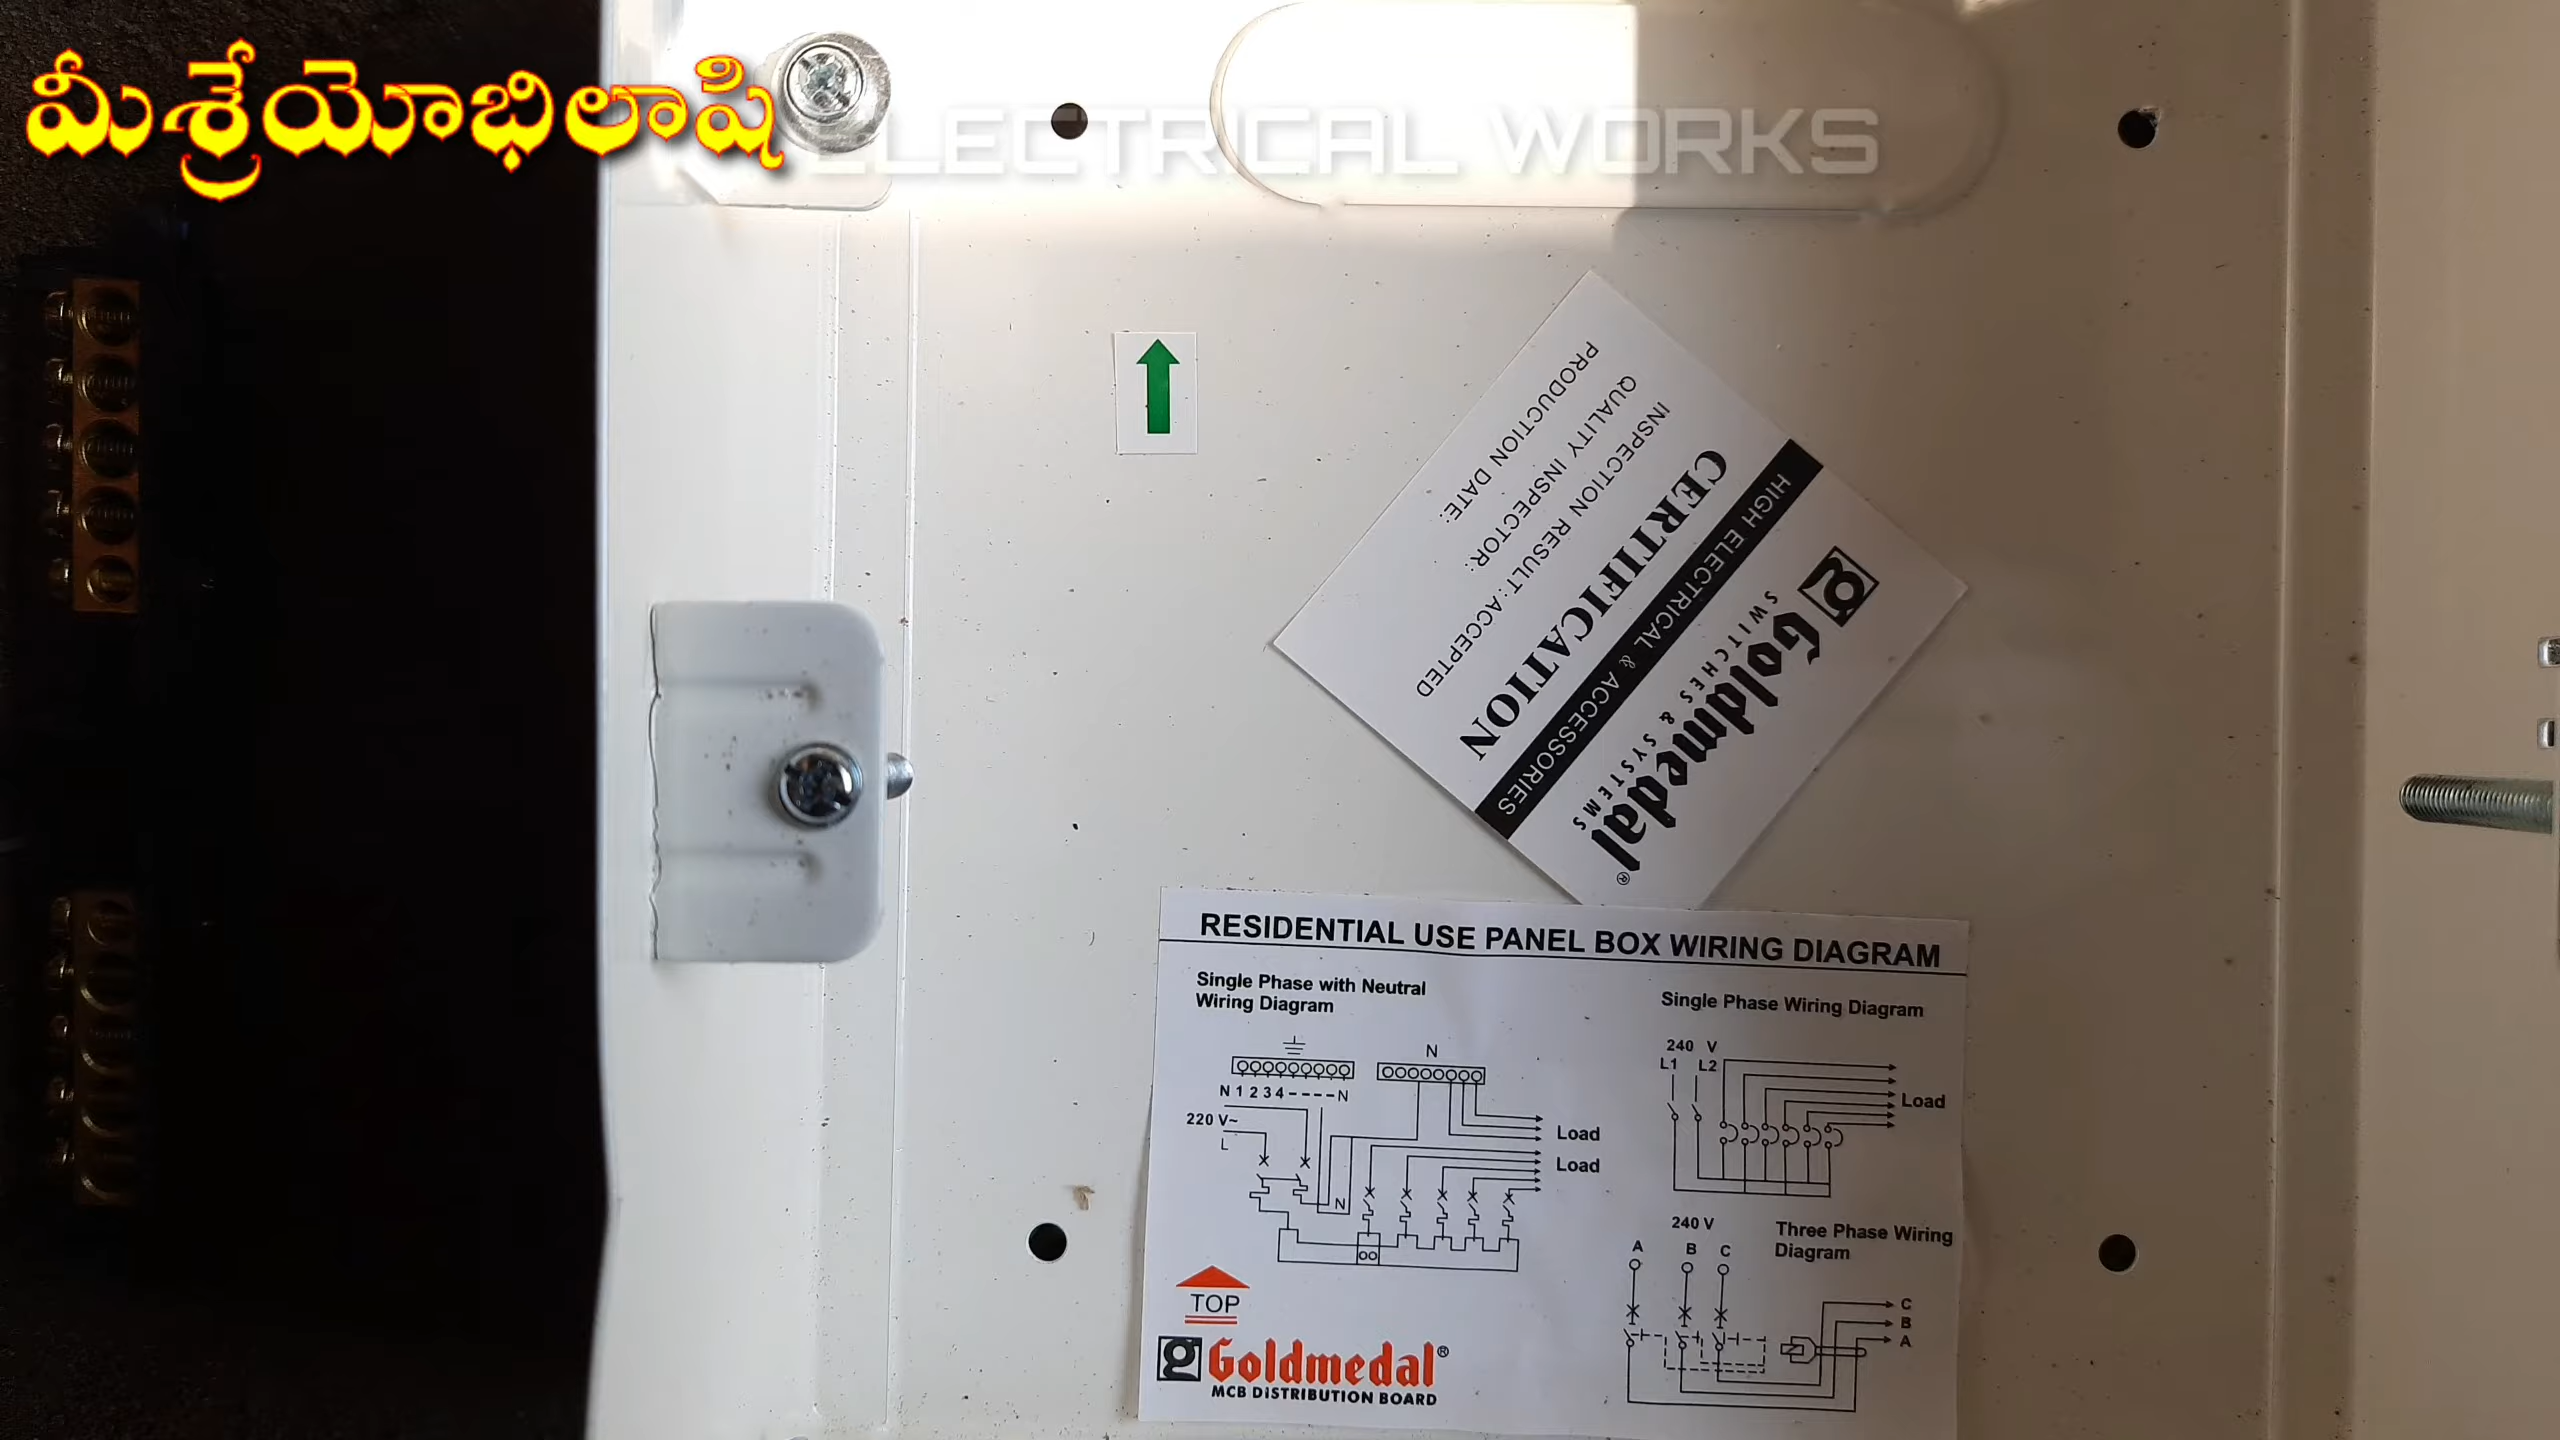 మీశ్రేయోభిలాషి
ELECTRICAL WORKS
Goldmedal®
SWITCHES & SYSTEMS
HIGH ELECTRICAL & ACCESSORIES
CERTIFICATION
INSPECTION RESULT: ACCEPTED
QUALITY INSPECTOR:
PRODUCTION DATE:
RESIDENTIAL USE PANEL BOX WIRING DIAGRAM
Single Phase with Neutral
Wiring Diagram
N
N 1 2 3 4 - - - - N
220 V~
L
Load
Load
N
TOP
Goldmedal®
MCB DISTRIBUTION BOARD
Single Phase Wiring Diagram
240 V
L1 L2
Load
240 V
Three Phase Wiring
Diagram
A B C
C
B
A